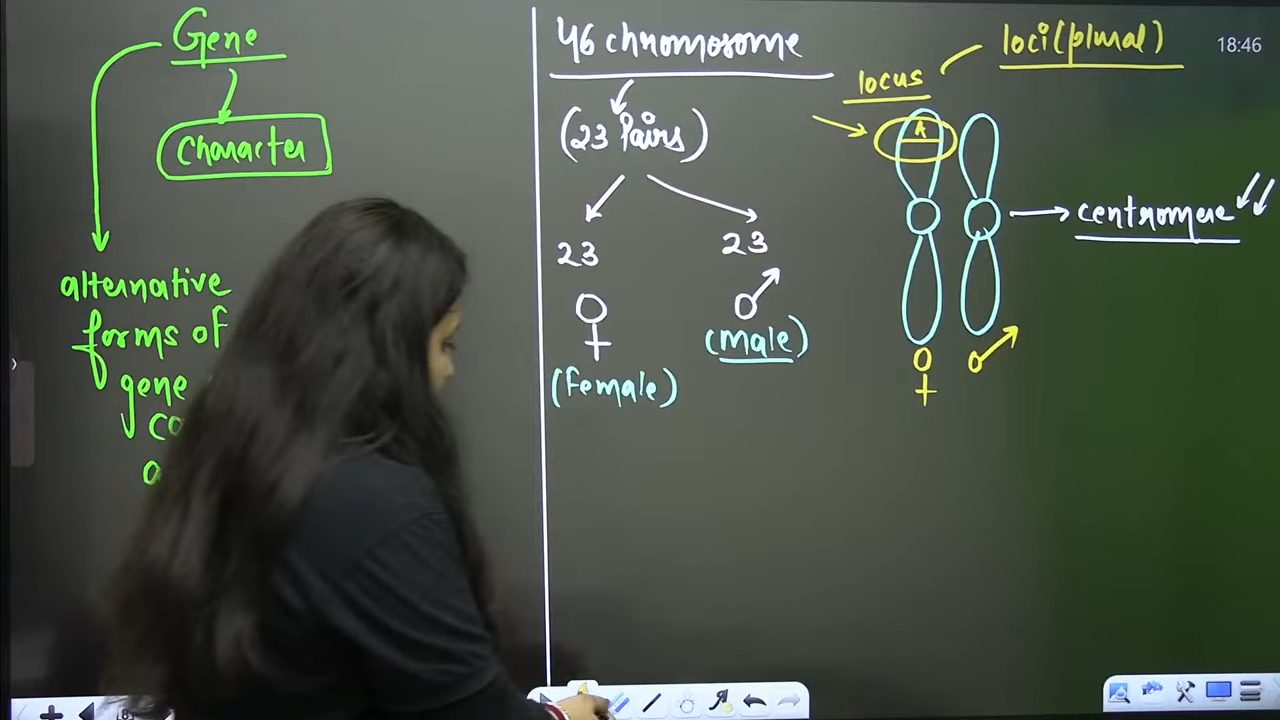 Gene
Character
alternative
forms of
gene
46 chromosome
(23 Pairs)
23
23
(female)
(male)
locus
loci (plural)
18:46
A
centromere